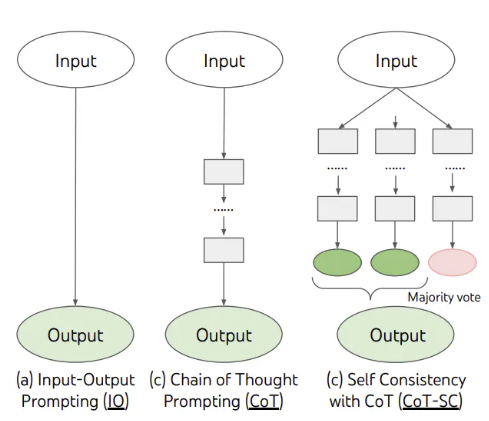 Input
Input
Input
......
......
......
......
Majority vote
Output
Output
Output
(a) Input-Output
Prompting (IO)
(c) Chain of Thought
Prompting (CoT)
(c) Self Consistency
with CoT (CoT-SC)